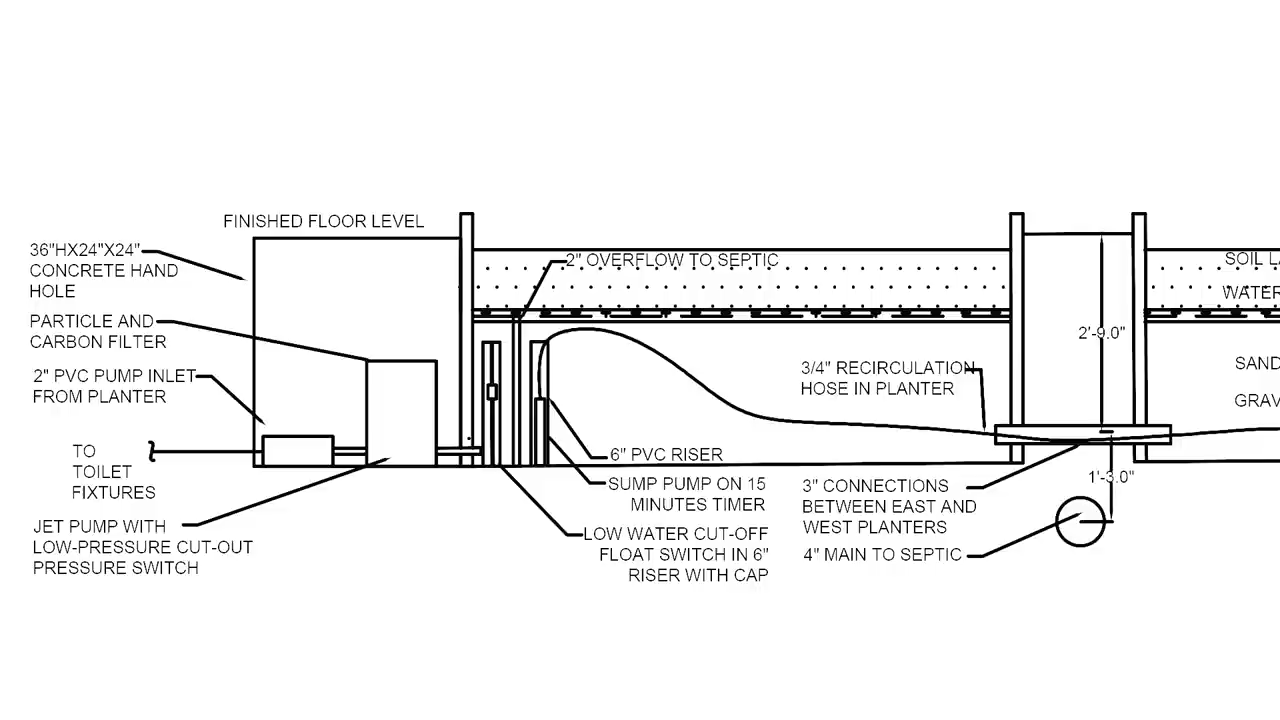 FINISHED FLOOR LEVEL
36"HX24"X24"
CONCRETE HAND
HOLE
PARTICLE AND
CARBON FILTER
2" PVC PUMP INLET
FROM PLANTER
TO
TOILET
FIXTURES
JET PUMP WITH
LOW-PRESSURE CUT-OUT
PRESSURE SWITCH
2" OVERFLOW TO SEPTIC
6" PVC RISER
SUMP PUMP ON 15
MINUTES TIMER
LOW WATER CUT-OFF
FLOAT SWITCH IN 6"
RISER WITH CAP
3/4" RECIRCULATION
HOSE IN PLANTER
3" CONNECTIONS
BETWEEN EAST AND
WEST PLANTERS
4" MAIN TO SEPTIC
2'-9.0"
1'-3.0"
SOIL LA
WATER
SAND
GRAV